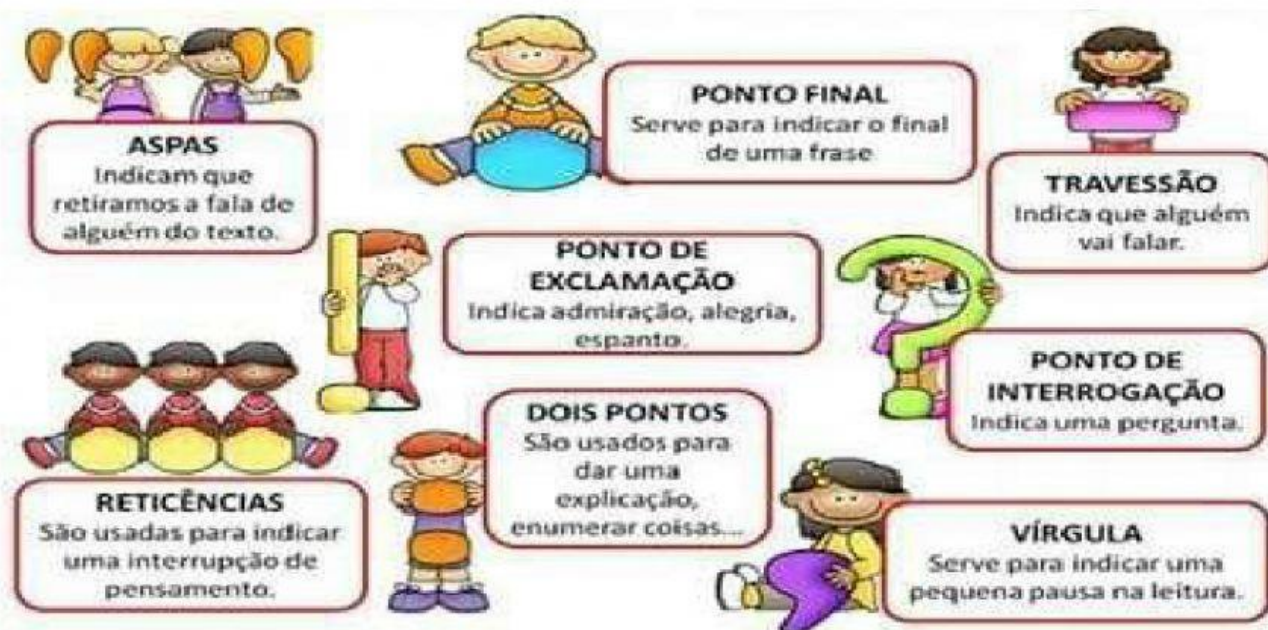 ASPAS
Indicam que
retiramos a fala de
alguém do texto.
PONTO FINAL
Serve para indicar o final
de uma frase
TRAVESSÃO
Indica que alguém
vai falar.
PONTO DE
EXCLAMAÇÃO
Indica admiração, alegria,
espanto.
PONTO DE
INTERROGAÇÃO
Indica uma pergunta.
RETICÊNCIAS
São usadas para indicar
uma interrupção de
pensamento.
DOIS PONTOS
São usados para
dar uma
explicação,
enumerar coisas...
VÍRGULA
Serve para indicar uma
pequena pausa na leitura.